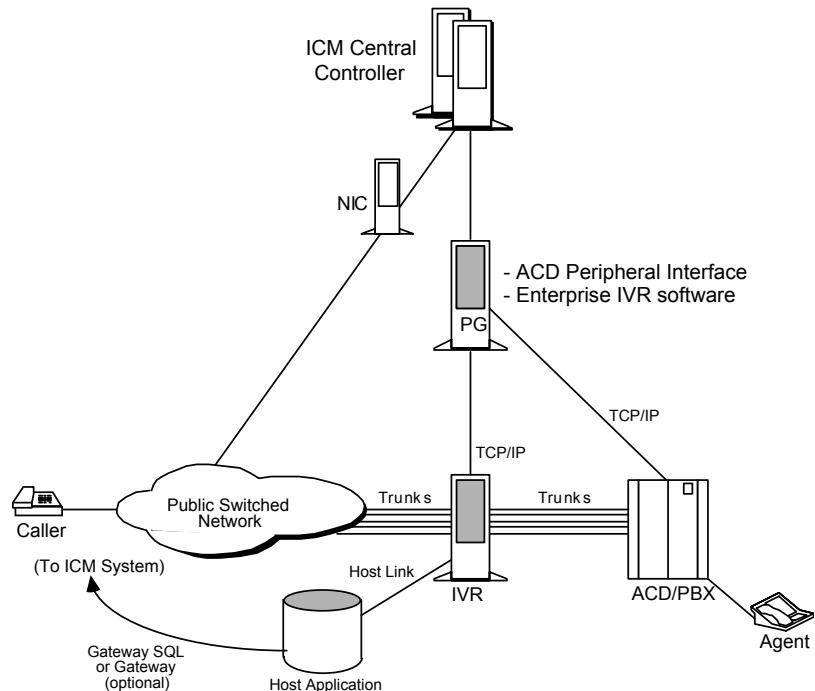 ICM Central
Controller
NIC
- ACD Peripheral Interface
- Enterprise IVR software
PG
TCP/IP
TCP/IP
Public Switched
Network
Trunks
Trunks
Caller
(To ICM System)
Host Link
IVR
ACD/PBX
Agent
Gateway SQL
or Gateway
(optional)
Host Application